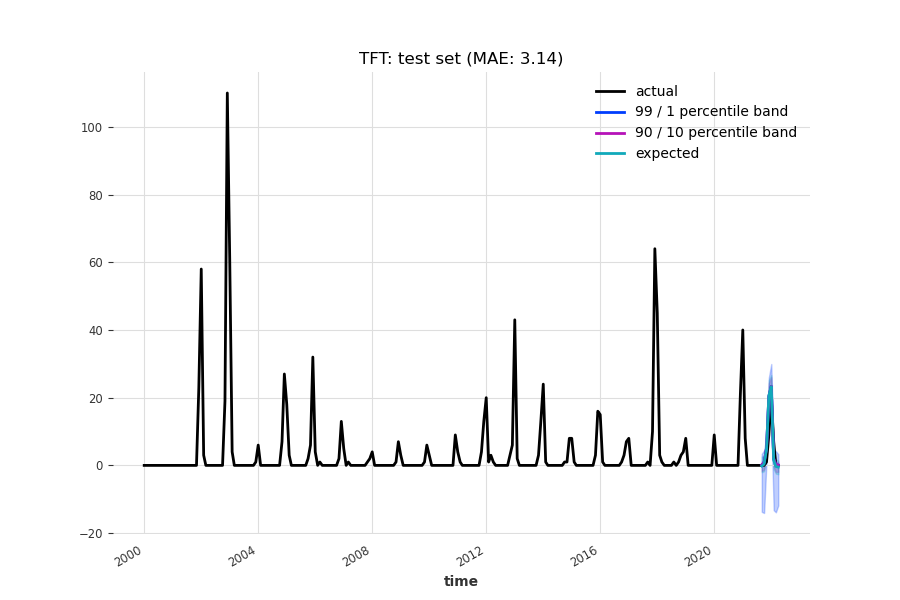 TFT: test set (MAE: 3.14)
actual
99 / 1 percentile band
90 / 10 percentile band
expected
100
80
60
40
20
0
−20
2000
2004
2008
2012
2016
2020
time